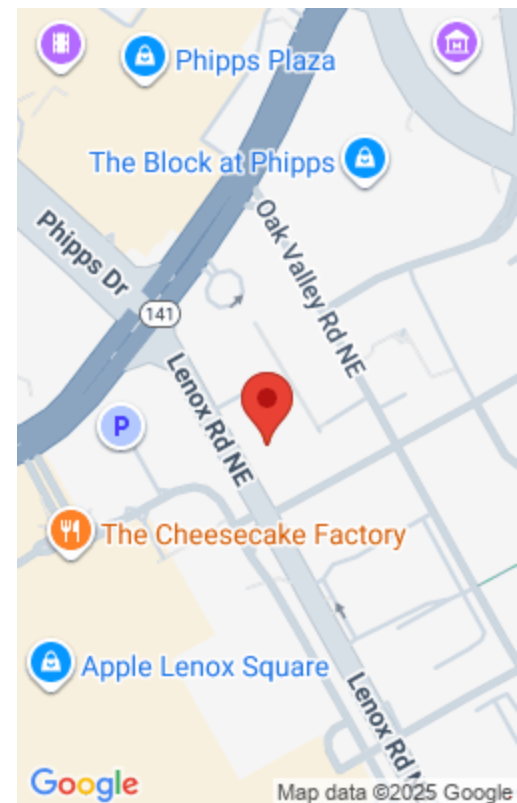 Phipps Plaza
The Block at Phipps
Phipps Dr
Oak Valley Rd NE
141
Lenox Rd NE
P
The Cheesecake Factory
Apple Lenox Square
Lenox Rd N
Google
Map data ©2025 Google